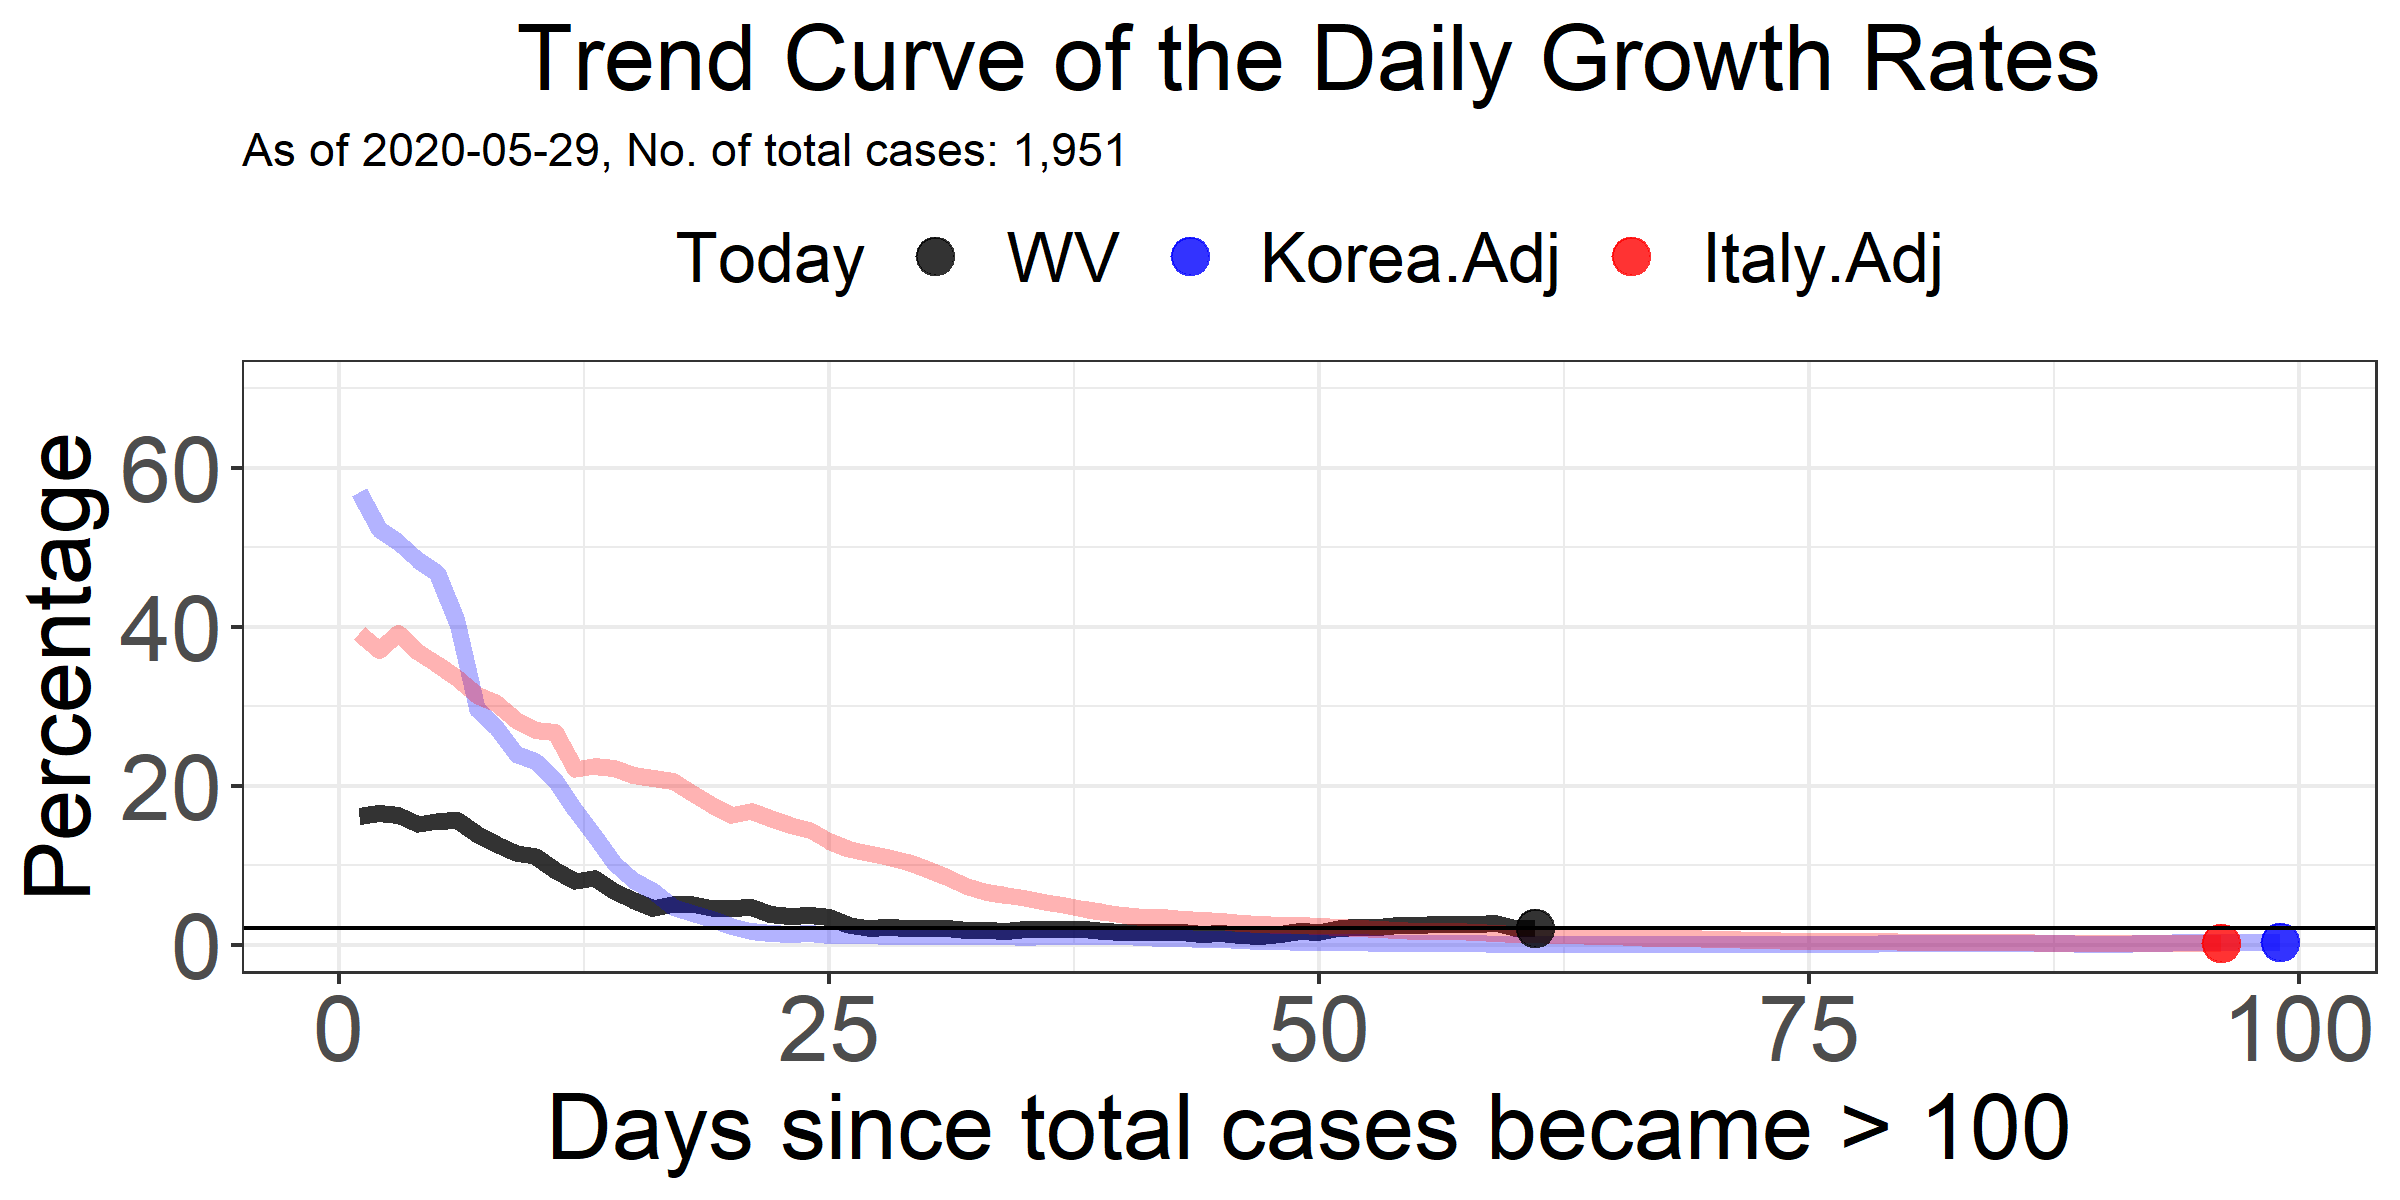 Trend Curve of the Daily Growth Rates
As of 2020-05-29, No. of total cases: 1,951
Today WV Korea.Adj Italy.Adj
Percentage
60
40
20
0
0 25 50 75 100
Days since total cases became > 100